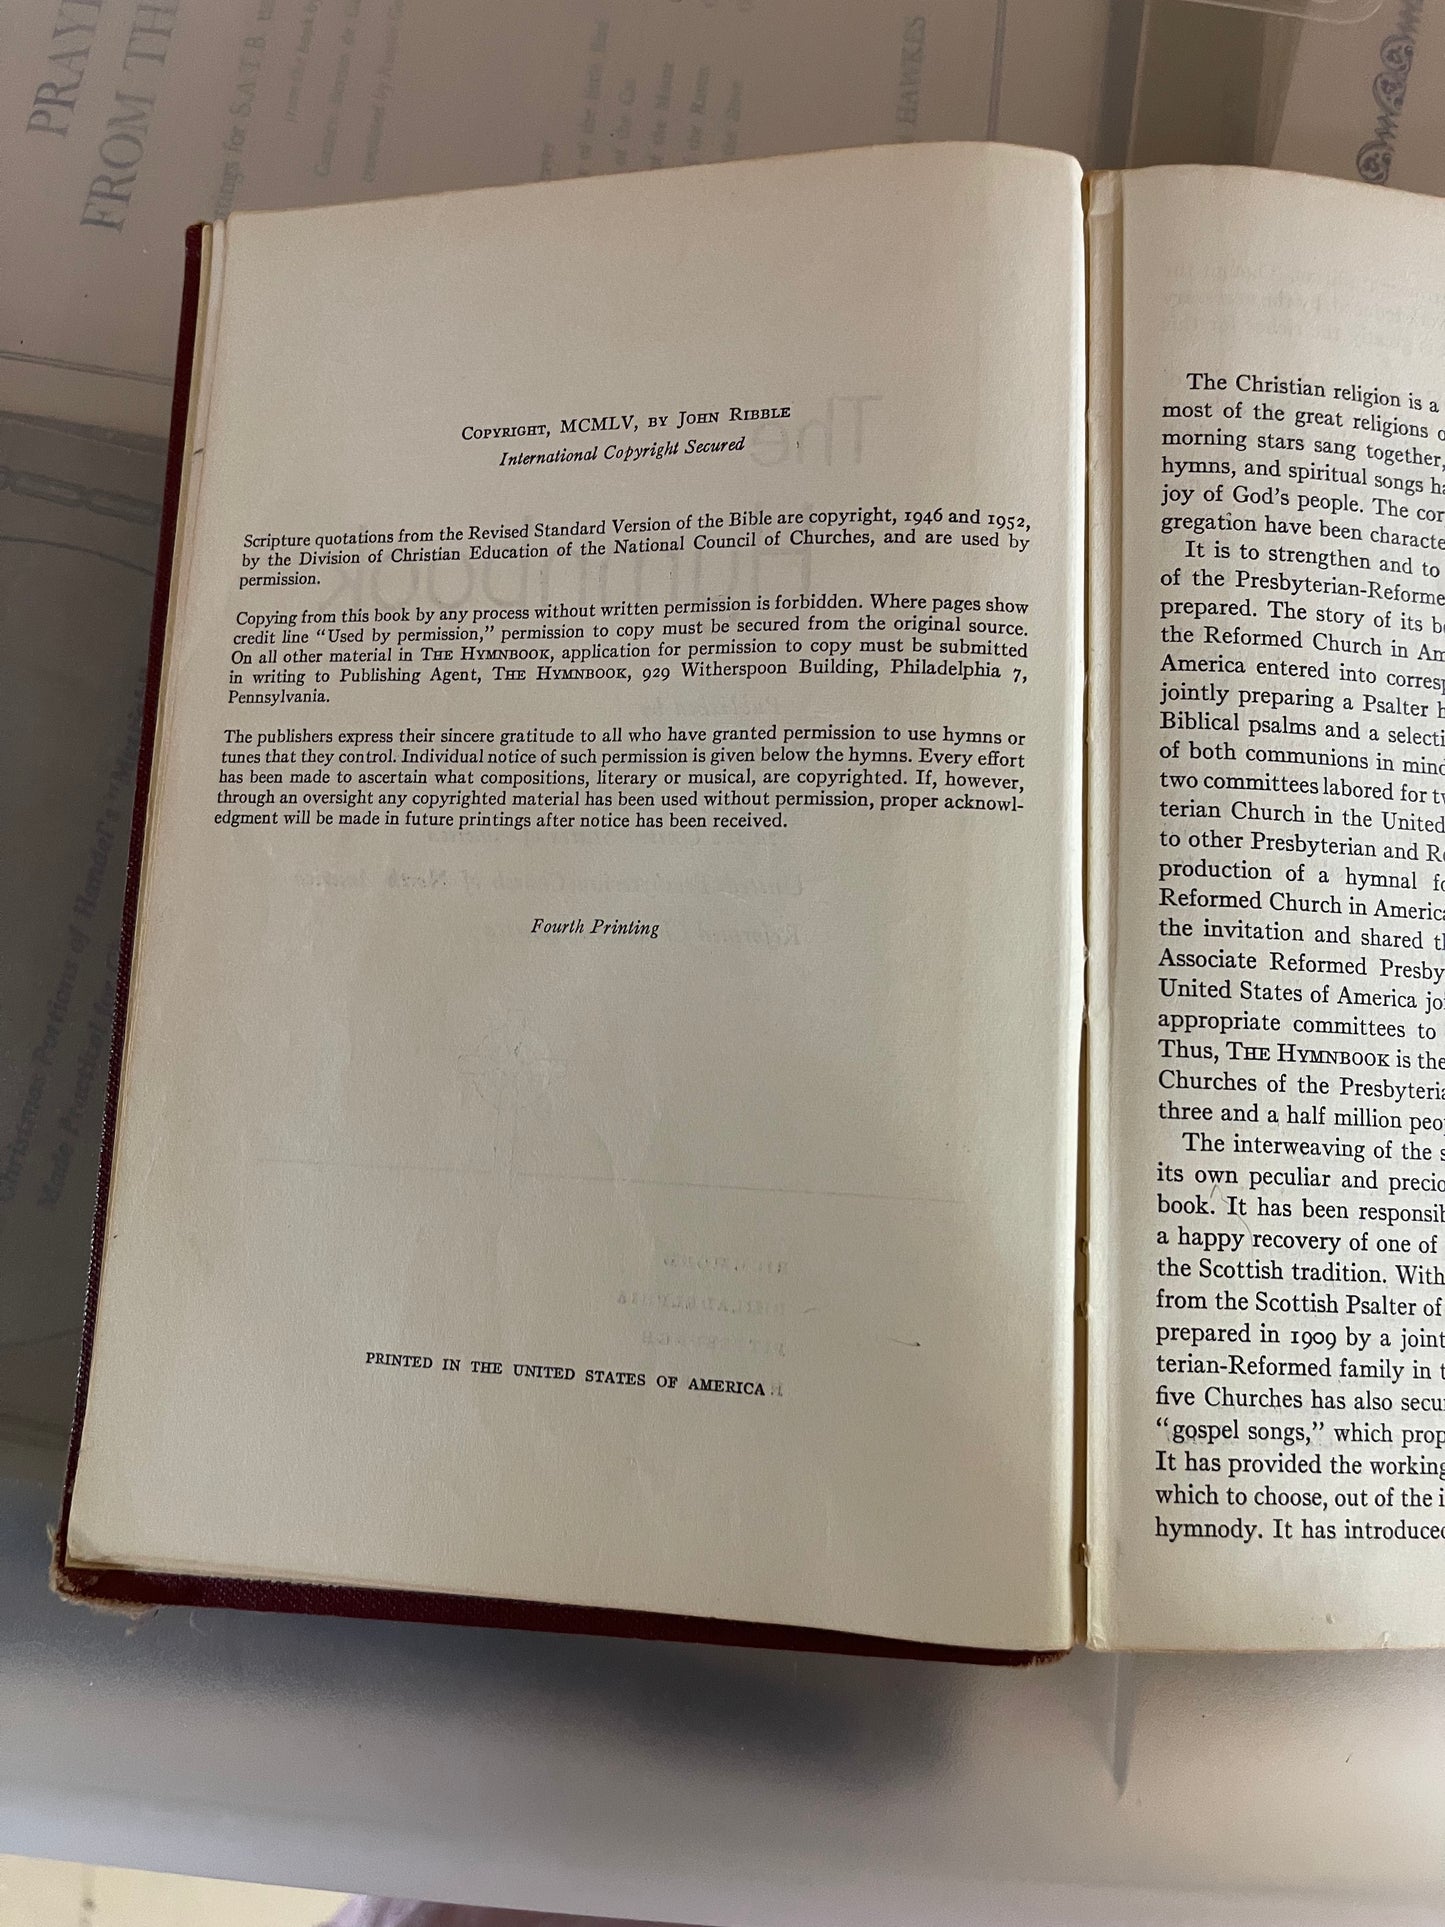 COPYRIGHT, MCMLV, BY JOHN RIBBLE
International Copyright Secured
Scripture quotations from the Revised Standard Version of the Bible are copyright, 1946 and 1952,
by the Division of Christian Education of the National Council of Churches, and are used by
permission.
Copying from this book by any process without written permission is forbidden. Where pages show
credit line “Used by permission,” permission to copy must be secured from the original source.
On all other material in THE HYMNBOOK, application for permission to copy must be submitted
in writing to Publishing Agent, THE HYMNBOOK, 929 Witherspoon Building, Philadelphia 7,
Pennsylvania.
The publishers express their sincere gratitude to all who have granted permission to use hymns or
tunes that they control. Individual notice of such permission is given below the hymns. Every effort
has been made to ascertain what compositions, literary or musical, are copyrighted. If, however,
through an oversight any copyrighted material has been used without permission, proper acknowl-
edgment will be made in future printings after notice has been received.
Fourth Printing
PRINTED IN THE UNITED STATES OF AMERICA
The Christian religion is a
most of the great religions
morning stars sang together,
hymns, and spiritual songs
joy of God’s people. The
gregation have been
It is to strengthen and to
of the Presbyterian-Reforme
prepared. The story of its
the Reformed Church in
America entered into
jointly preparing a Psalter
Biblical psalms and a
of both communions in
two committees labored for
terian Church in the United
to other Presbyterian and
production of a hymnal
Reformed Church in America
the invitation and shared
Associate Reformed
United States of America
appropriate committees to
Thus, THE HYMNBOOK is the
Churches of the
three and a half million
The interweaving of the
its own peculiar and
book. It has been
a happy recovery of one of
the Scottish tradition. With
from the Scottish Psalter of
prepared in 1909 by a joint
terian-Reformed family in
five Churches has also
“gospel songs,” which
It has provided the working
which to choose, out of the
hymnody. It has introduced
PRAY
FROM TH
HAWKES
Christmas Portions of Handel's
Made Practical for